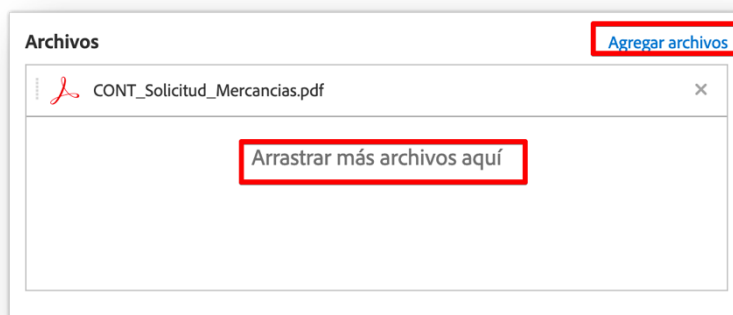 Archivos
Agregar archivos
CONT_Solicitud_Mercancias.pdf
Arrastrar más archivos aquí